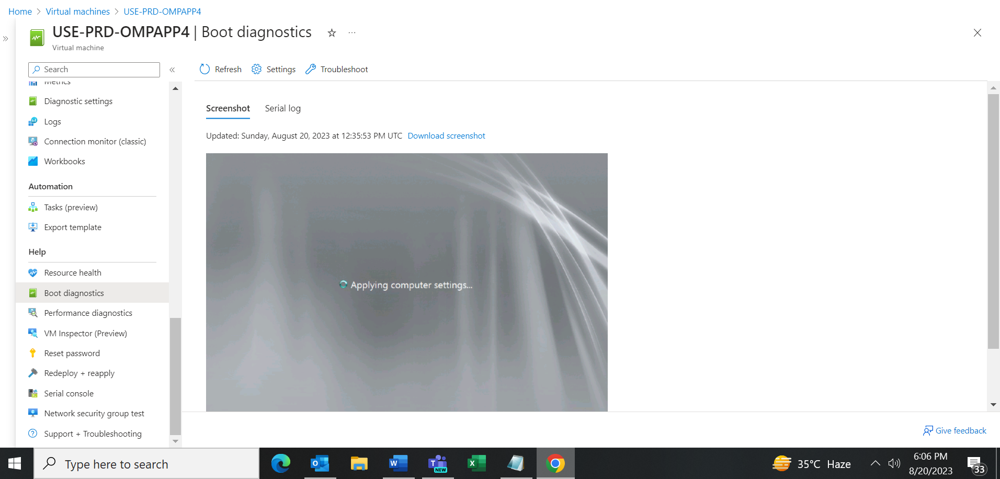 Home > Virtual machines > USE-PRD-OMPAPP4
USE-PRD-OMPAPP4 | Boot diagnostics
Virtual machine
Search
Refresh
Settings
Troubleshoot
Metrics
Diagnostic settings
Logs
Connection monitor (classic)
Workbooks
Automation
Tasks (preview)
Export template
Help
Resource health
Boot diagnostics
Performance diagnostics
VM Inspector (Preview)
Reset password
Redeploy + reapply
Serial console
Network security group test
Support + Troubleshooting
Screenshot
Serial log
Updated: Sunday, August 20, 2023 at 12:35:53 PM UTC Download screenshot
Applying computer settings...
Give feedback
Type here to search
NEW
35°C Haze
6:06 PM
8/20/2023
33